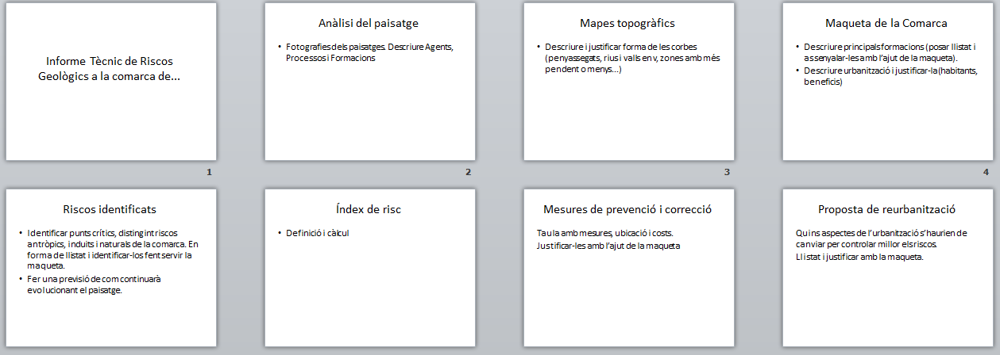 Informe Tècnic de Riscos
Geològics a la comarca de...
1
Anàlisi del paisatge
• Fotografies dels paisatges. Descriure Agents,
Processos i Formacions
2
Mapes topogràfics
• Descriure i justificar forma de les corbes
(penyassegats, rius i valls en v, zones amb més
pendent o menys...)
3
Maqueta de la Comarca
• Descriure principals formacions (posar llistat i
assenyalar-les amb l'ajut de la maqueta).
• Descriure urbanització i justificar-la (habitants,
beneficis)
4
Riscos identificats
• Identificar punts crítics, distingint riscos
antròpics, induits i naturals de la comarca. En
forma de llistat i identificar-los fent servir la
maqueta.
• Fer una previsió de com continuarà
evolucionant el paisatge.
Índex de risc
• Definició i càlcul
Mesures de prevenció i correcció
Taula amb mesures, ubicació i costs.
Justificar-les amb l'ajut de la maqueta
Proposta de reurbanització
Quins aspectes de l'urbanització s'haurien de
canviar per controlar millor els riscos.
Llistat i justificar amb la maqueta.